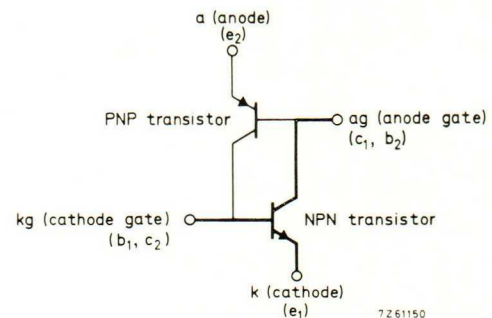 a (anode)
(e₂)
PNP transistor
ag (anode gate)
(c₁, b₂)
kg (cathode gate)
(b₁, c₂)
NPN transistor
k (cathode)
(e₁)
7Z61150